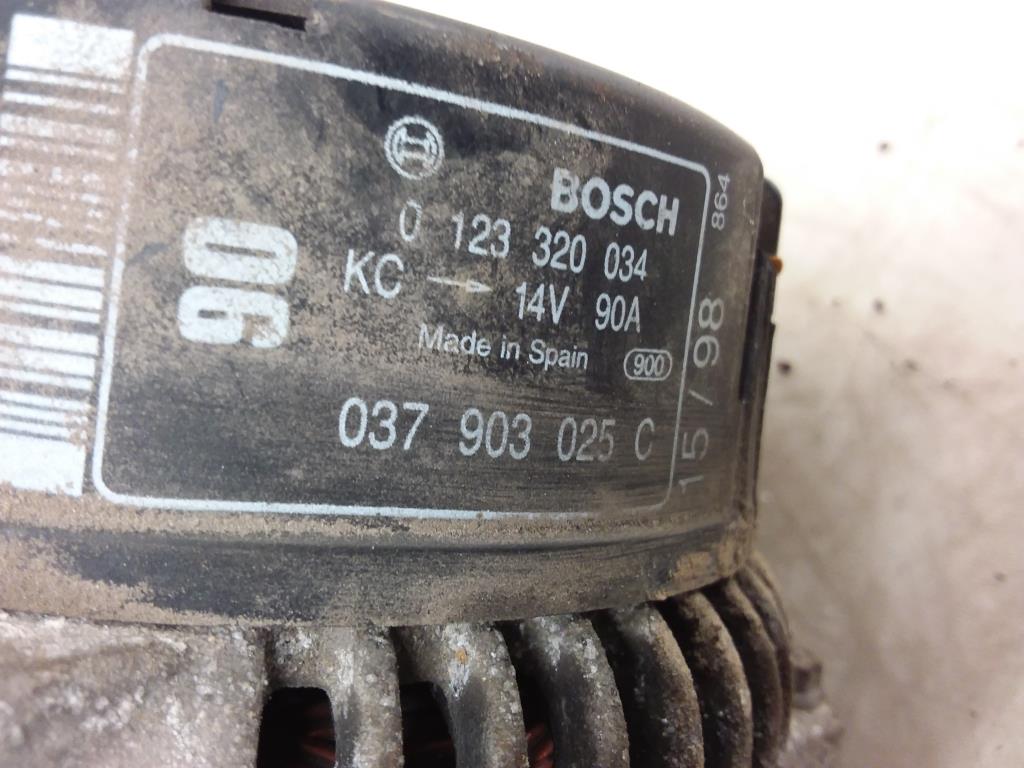 BOSCH
0 123 320 034
KC → 14V 90A
Made in Spain 900
037 903 025 C
90
15/98
864